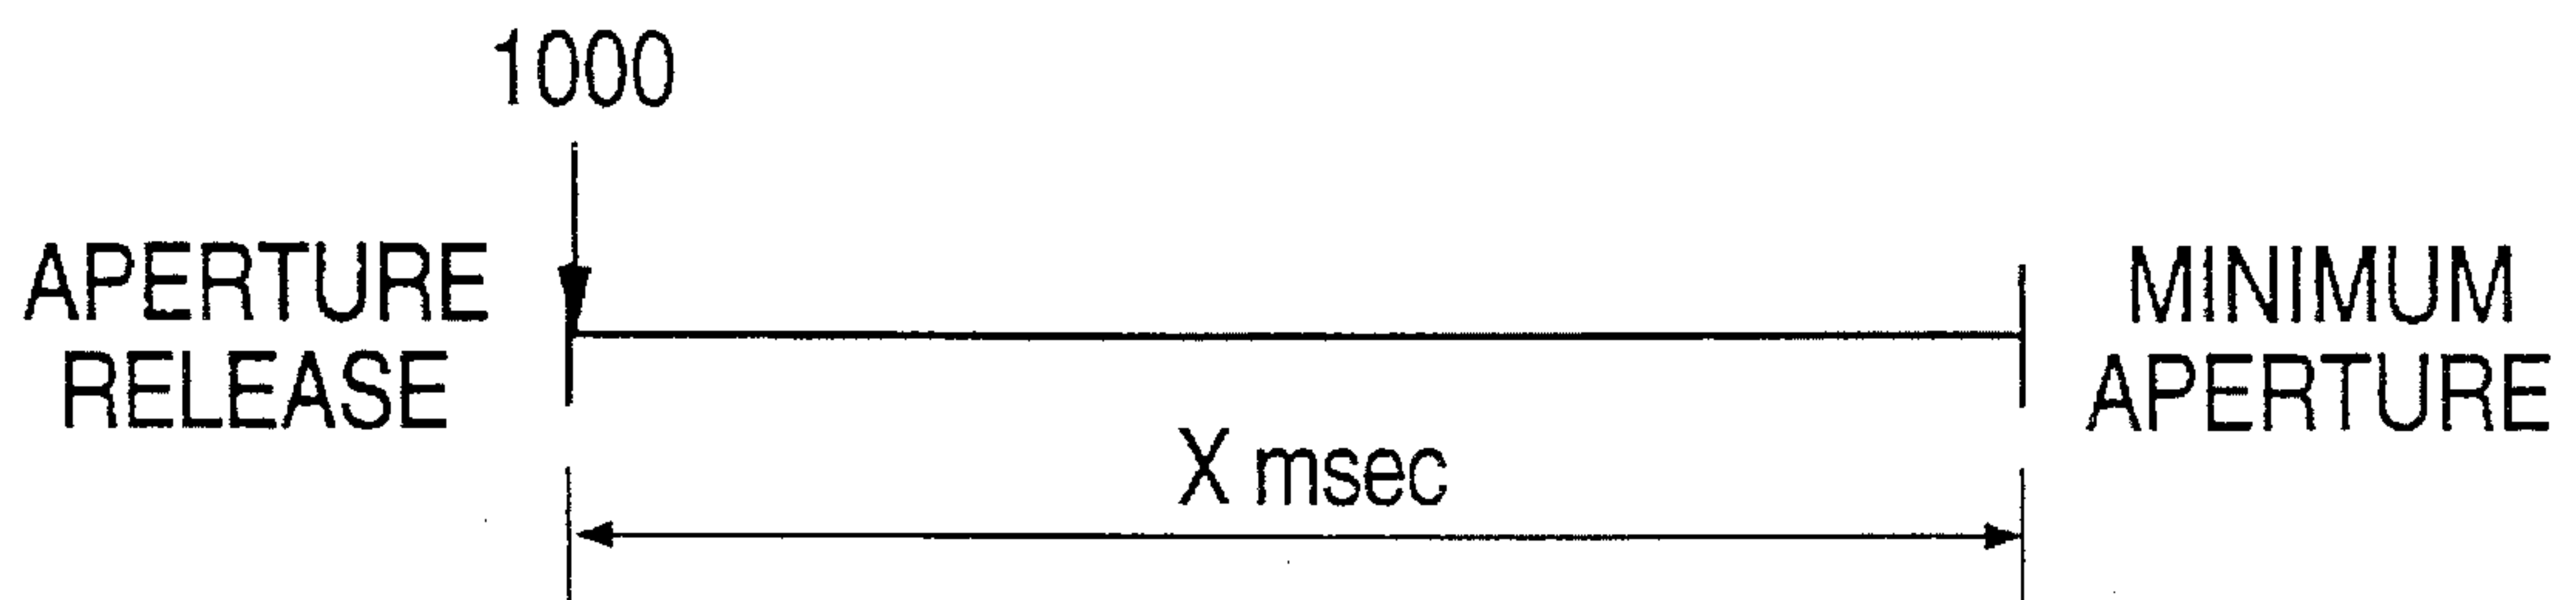 1000
APERTURE
RELEASE
MINIMUM
APERTURE
X msec